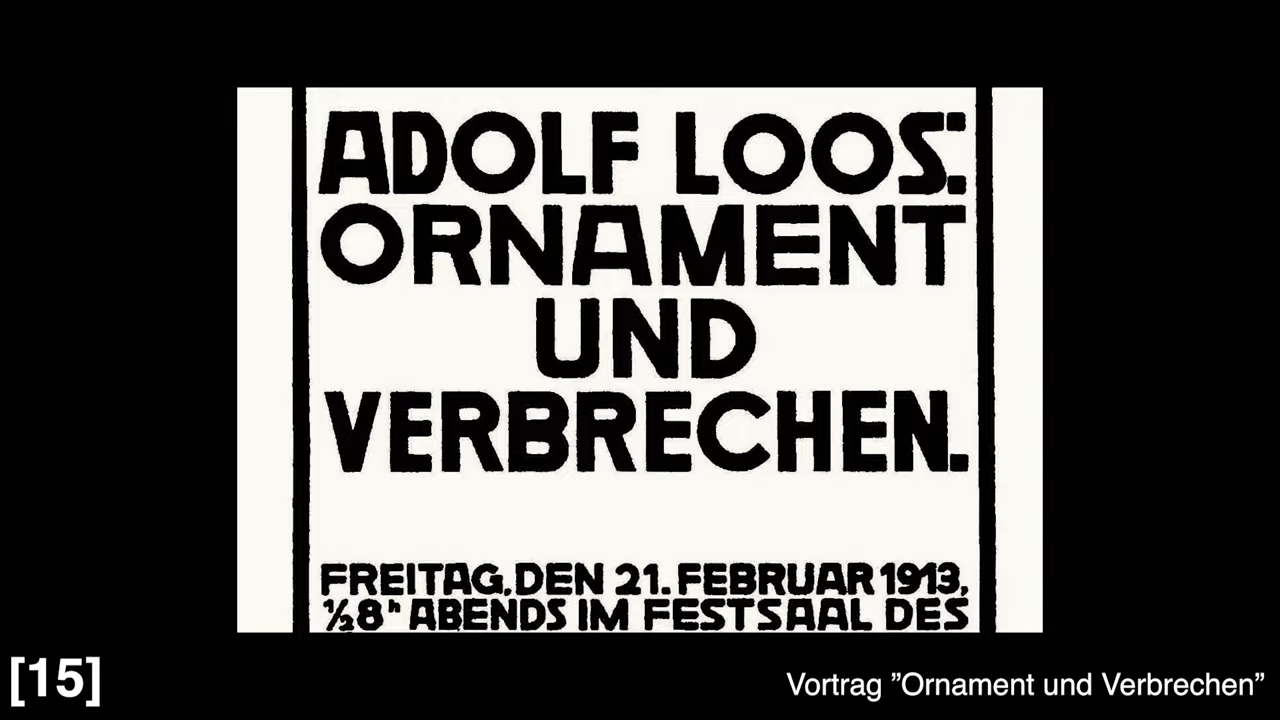 ADOLF LOOS:
ORNAMENT
UND
VERBRECHEN.
FREITAG, DEN 21. FEBRUAR 1913,
½8ʰ ABENDS IM FESTSAAL DES
[15]
Vortrag ”Ornament und Verbrechen”